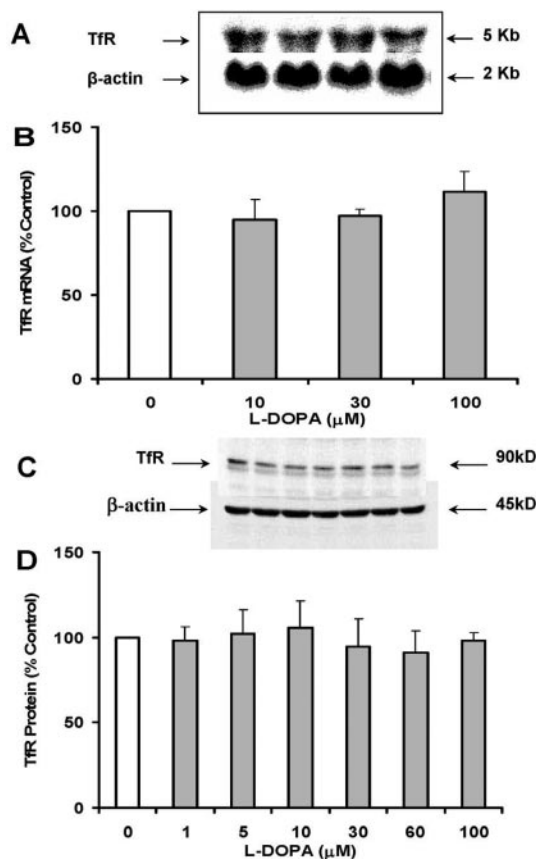 A
TfR
5 Kb
β-actin
2 Kb
B
150
100
50
0
TfR mRNA (% Control)
0 10 30 100
L-DOPA (µM)
C
TfR
90kD
β-actin
45kD
D
150
100
50
0
TfR Protein (% Control)
0 1 5 10 30 60 100
L-DOPA (µM)